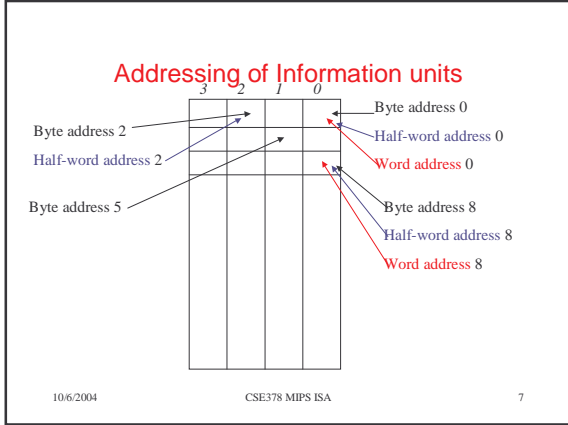 Addressing of Information units
3 2 1 0
Byte address 0
Byte address 2
Half-word address 0
Half-word address 2
Word address 0
Byte address 5
Byte address 8
Half-word address 8
Word address 8
10/6/2004 CSE378 MIPS ISA 7